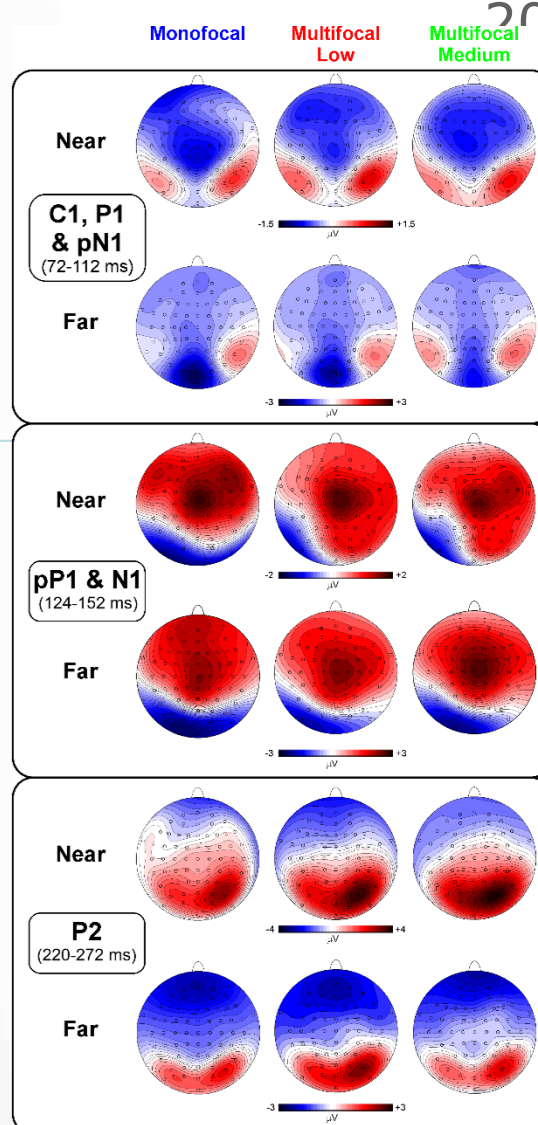 20
Monofocal Multifocal Low Multifocal Medium
Near
C1, P1
& pN1
(72-112 ms)
-1.5 +1.5
µV
Far
-3 +3
µV
Near
pP1 & N1
(124-152 ms)
-2 +2
µV
Far
-3 +3
µV
Near
P2
(220-272 ms)
-4 +4
µV
Far
-3 +3
µV